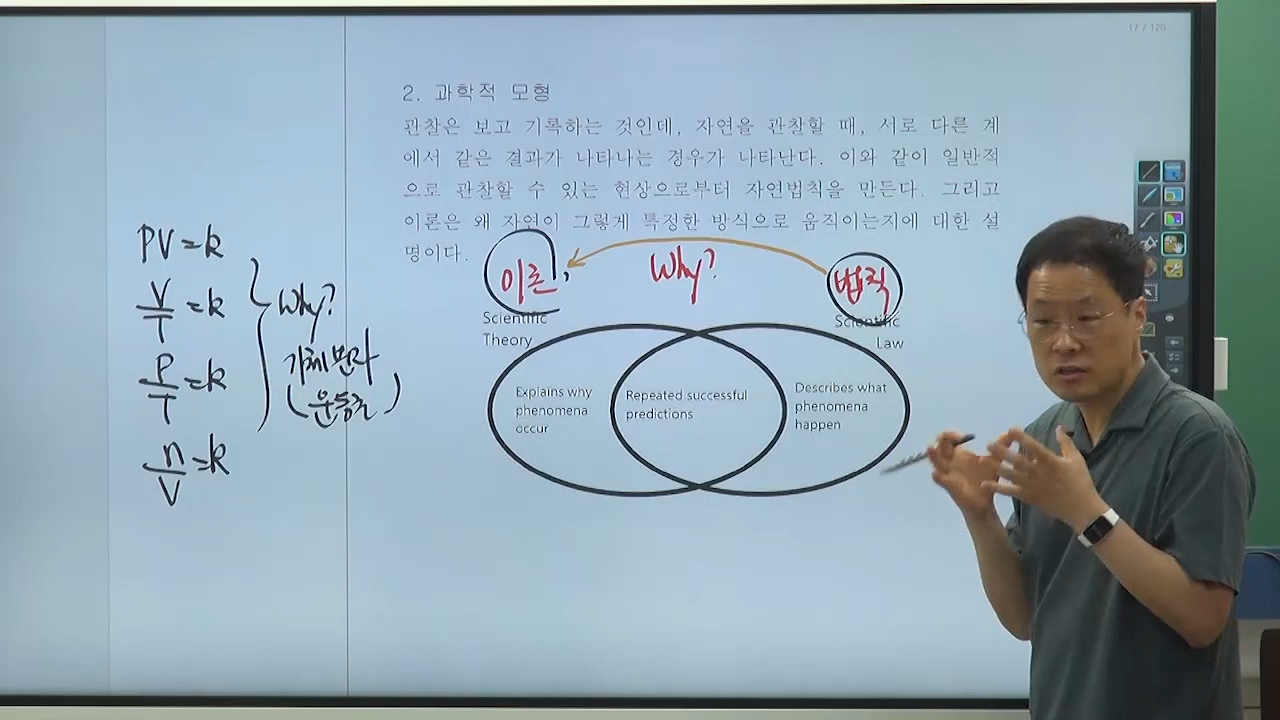 17 / 120
2. 과학적 모형
관찰은 보고 기록하는 것인데, 자연을 관찰할 때, 서로 다른 계
에서 같은 결과가 나타나는 경우가 나타난다. 이와 같이 일반적
으로 관찰할 수 있는 현상으로부터 자연법칙을 만든다. 그리고
이론은 왜 자연이 그렇게 특정한 방식으로 움직이는지에 대한 설
명이다.
이론,
Why?
법칙
Scientific
Theory
Scientific
Law
Explains why
phenomena
occur
Repeated successful
predictions
Describes what
phenomena
happen
PV=k
V/T=k
P/T=k
n/V=k
Why?
기체분자
(운동론)